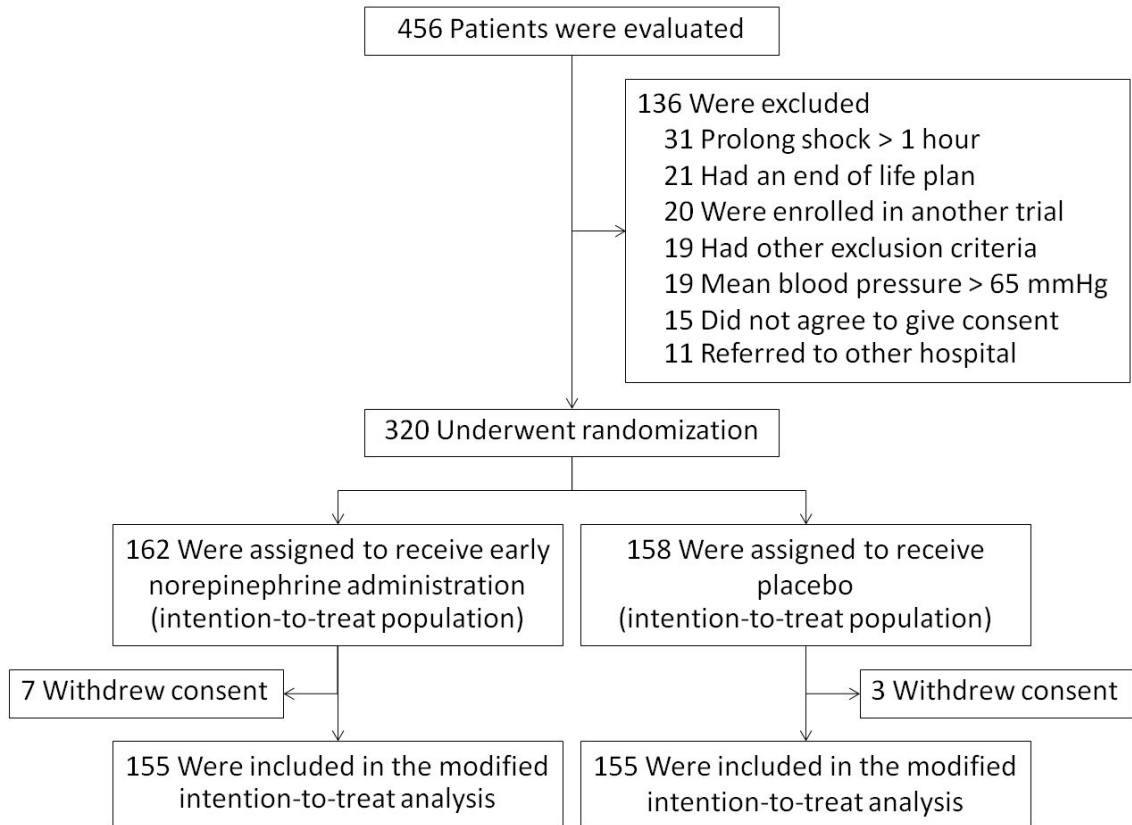 456 Patients were evaluated
136 Were excluded
31 Prolong shock > 1 hour
21 Had an end of life plan
20 Were enrolled in another trial
19 Had other exclusion criteria
19 Mean blood pressure > 65 mmHg
15 Did not agree to give consent
11 Referred to other hospital
320 Underwent randomization
162 Were assigned to receive early
norepinephrine administration
(intention-to-treat population)
158 Were assigned to receive
placebo
(intention-to-treat population)
7 Withdrew consent
3 Withdrew consent
155 Were included in the modified
intention-to-treat analysis
155 Were included in the modified
intention-to-treat analysis